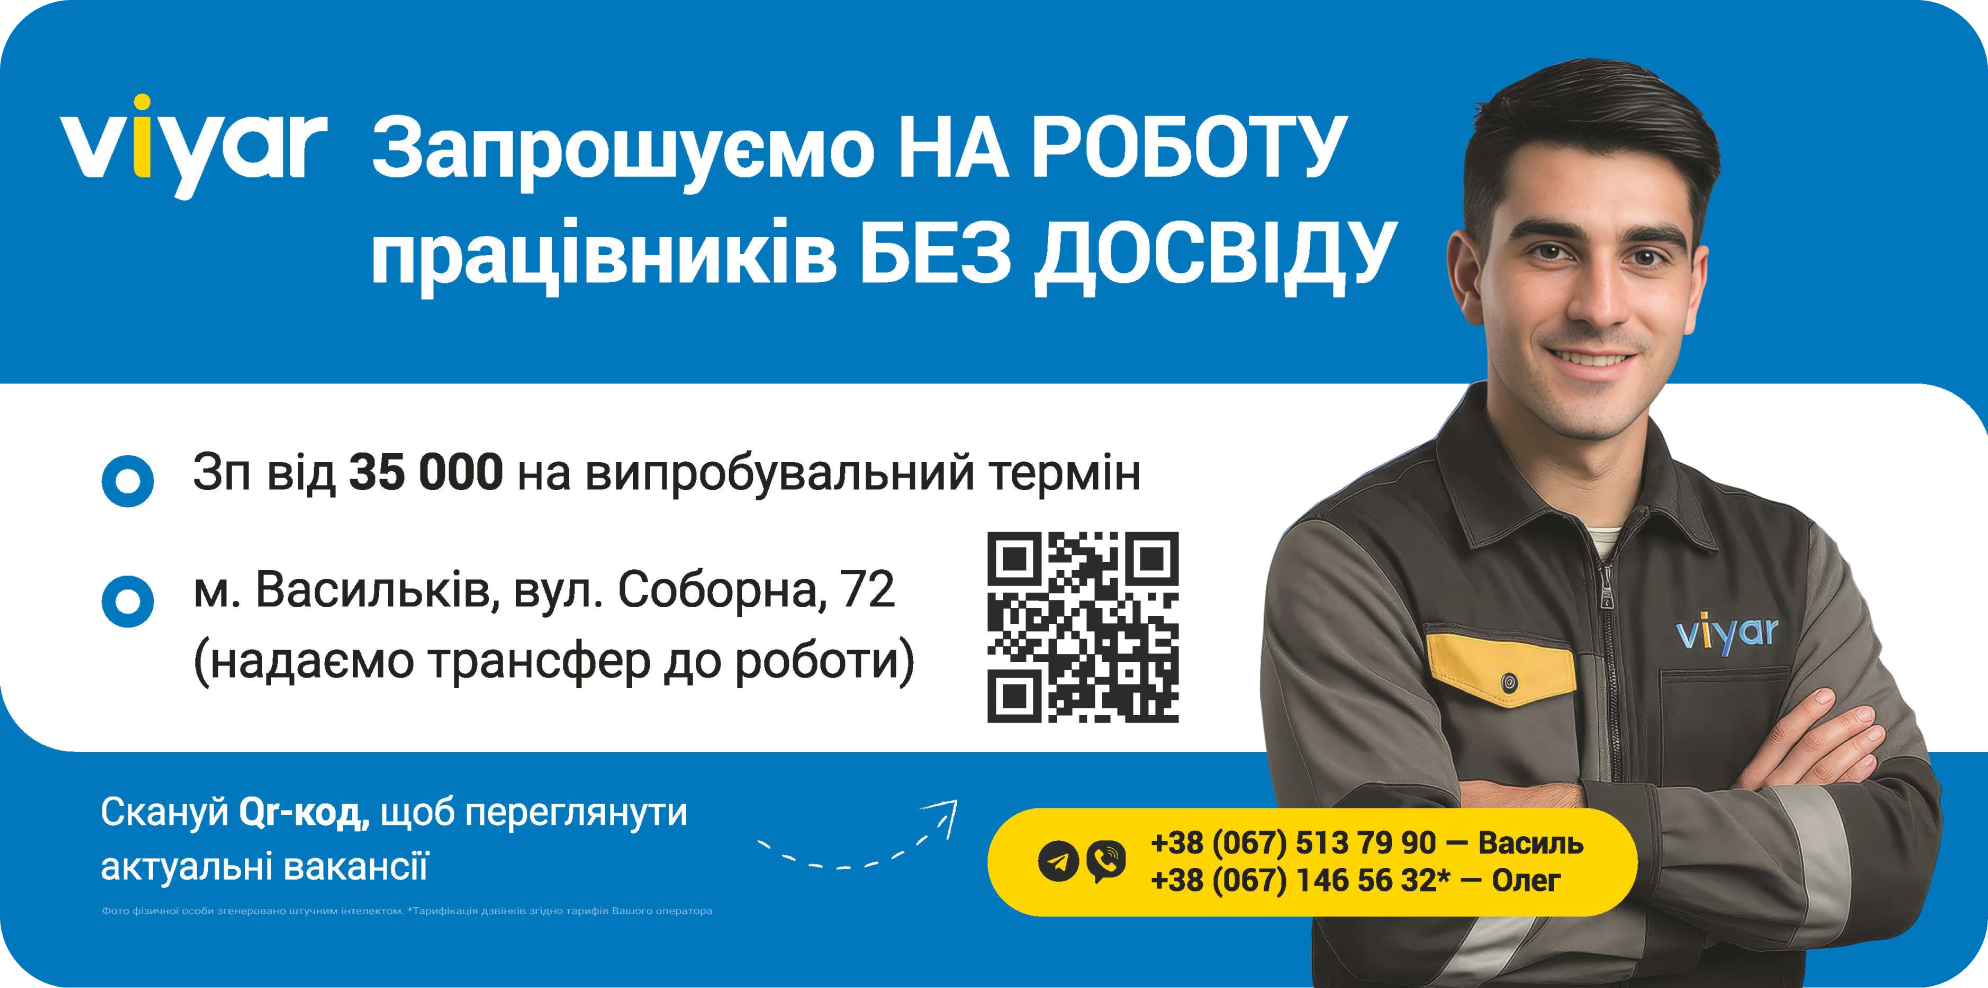 viyar
Запрошуємо НА РОБОТУ
працівників БЕЗ ДОСВІДУ
Зп від 35 000 на випробувальний термін
м. Васильків, вул. Соборна, 72
(надаємо трансфер до роботи)
viyar
Скануй Qr-код, щоб переглянути
актуальні вакансії
+38 (067) 513 79 90 — Василь
+38 (067) 146 56 32* — Олег
Фото фізичної особи згенеровано штучним інтелектом. *Тарифікація дзвінків згідно тарифів Вашого оператора